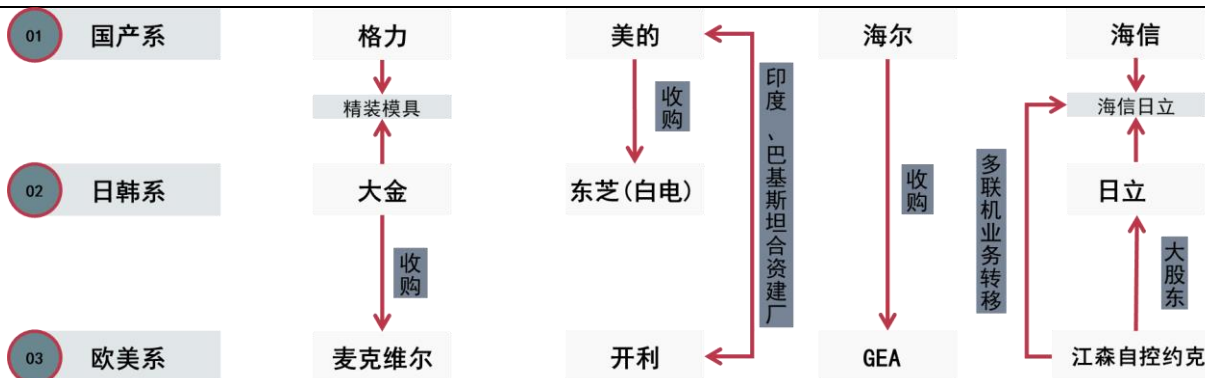 01 国产系 格力 美的 海尔 海信
精装模具 海信日立
收购
印度、巴基斯坦合资建厂
02 日韩系 大金 东芝(白电) 日立
收购
收购
多联机业务转移
大股东
03 欧美系 麦克维尔 开利 GEA 江森自控约克